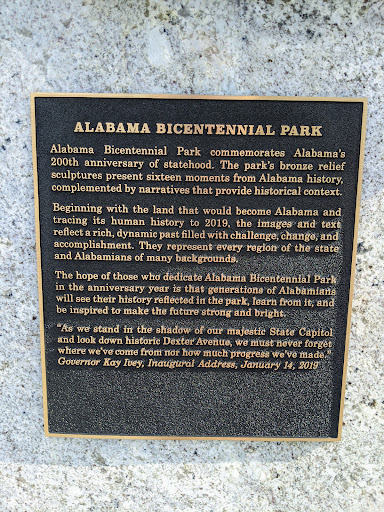 ALABAMA BICENTENNIAL PARK
Alabama Bicentennial Park commemorates Alabama's
200th anniversary of statehood. The park's bronze relief
sculptures present sixteen moments from Alabama history,
complemented by narratives that provide historical context.
Beginning with the land that would become Alabama and
tracing its human history to 2019, the images and text
reflect a rich, dynamic past filled with challenge, change, and
accomplishment. They represent every region of the state
and Alabamians of many backgrounds.
The hope of those who dedicate Alabama Bicentennial Park
in the anniversary year is that generations of Alabamians
will see their history reflected in the park, learn from it, and
be inspired to make the future strong and bright.
"As we stand in the shadow of our majestic State Capitol
and look down historic Dexter Avenue, we must never forget
where we've come from nor how much progress we've made."
Governor Kay Ivey, Inaugural Address, January 14, 2019